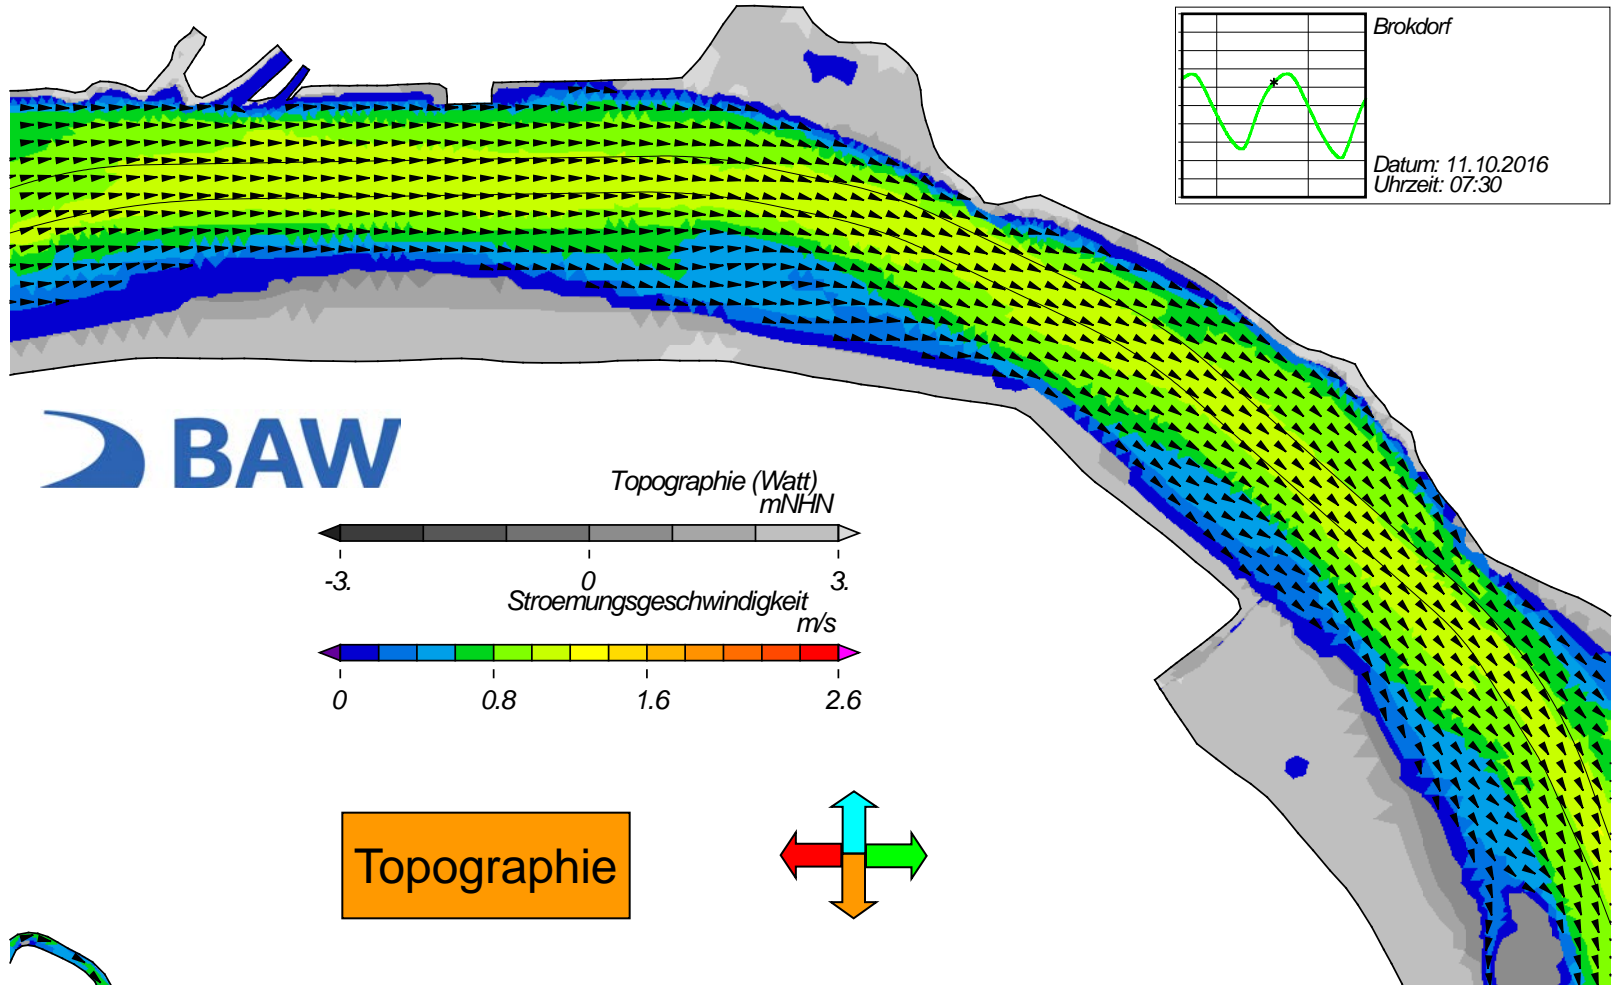 Brokdorf
Datum: 11.10.2016
Uhrzeit: 07:30
BAW
Topographie (Watt)
mNHN
-3. 0 3.
Stroemungsgeschwindigkeit
m/s
0 0.8 1.6 2.6
Topographie